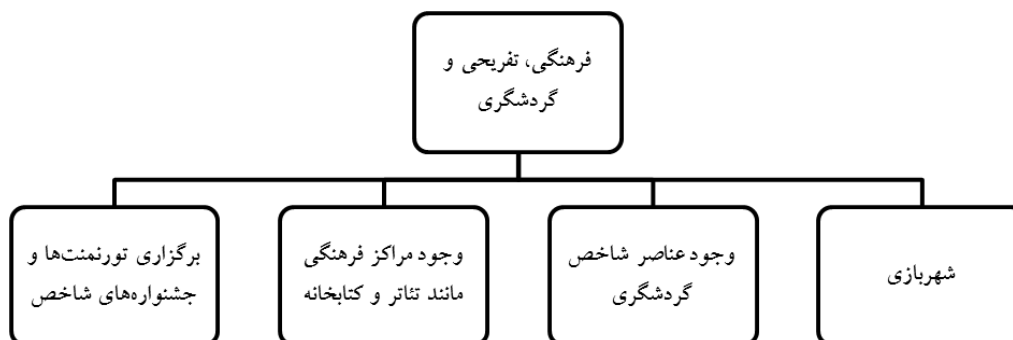 فرهنگی، تفریحی و
گردشگری
شهربازی
وجود عناصر شاخص
گردشگری
وجود مراکز فرهنگی
مانند تئاتر و کتابخانه
برگزاری تورنمنت‌ها و
جشنواره‌های شاخص